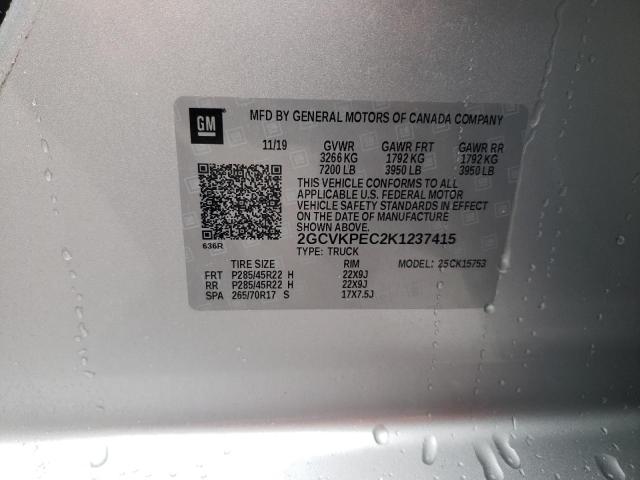 GM
MFD BY GENERAL MOTORS OF CANADA COMPANY
11/19 GVWR GAWR FRT GAWR RR
3266 KG 1792 KG 1792 KG
7200 LB 3950 LB 3950 LB
THIS VEHICLE CONFORMS TO ALL
APPLICABLE U.S. FEDERAL MOTOR
VEHICLE SAFETY STANDARDS IN EFFECT
ON THE DATE OF MANUFACTURE
SHOWN ABOVE.
2GCVKPEC2K1237415
636R
TYPE: TRUCK
TIRE SIZE RIM MODEL: 25CK15753
FRT P285/45R22 H 22X9J
RR P285/45R22 H 22X9J
SPA 265/70R17 S 17X7.5J